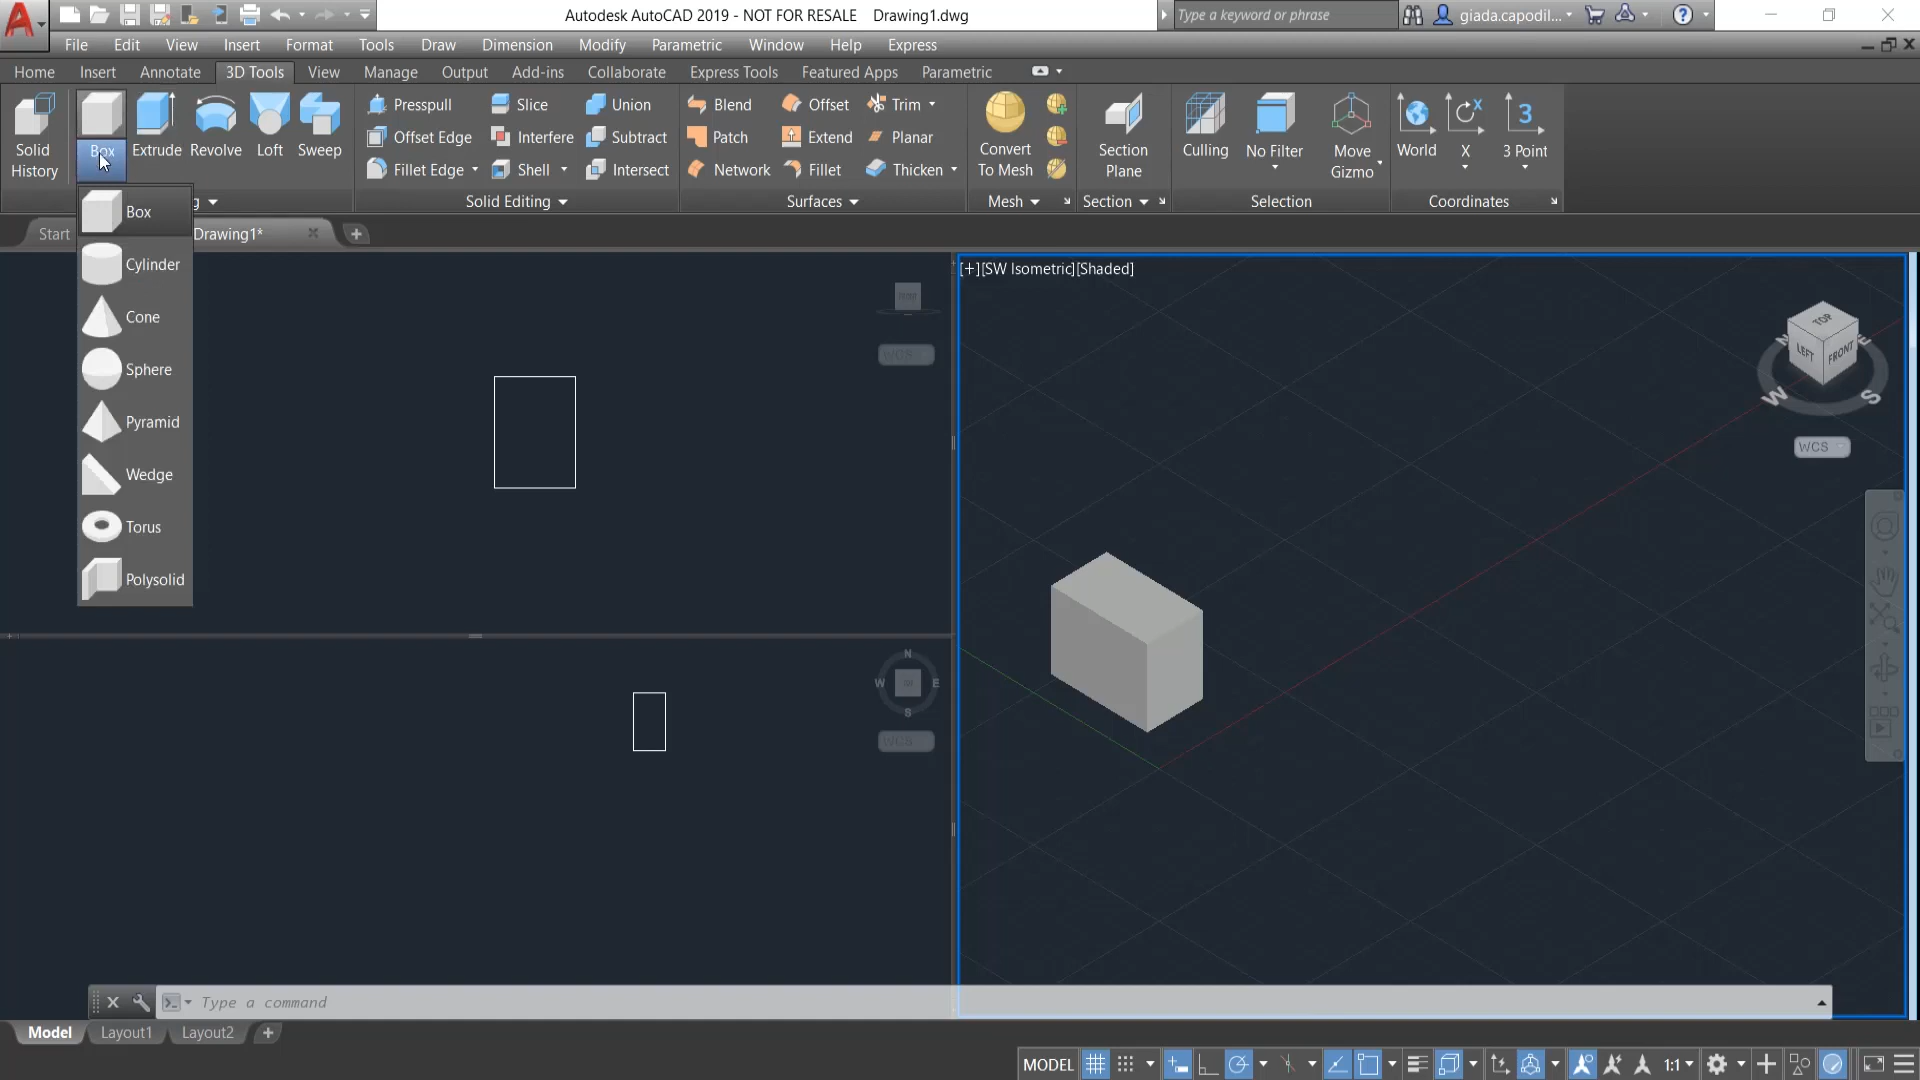 Autodesk AutoCAD 2019 - NOT FOR RESALE Drawing1.dwg
Type a keyword or phrase
giada.capodil...
File Edit View Insert Format Tools Draw Dimension Modify Parametric Window Help Express
Home Insert Annotate 3D Tools View Manage Output Add-ins Collaborate Express Tools Featured Apps Parametric
Solid History
Box Extrude Revolve Loft Sweep
Presspull Slice Union
Offset Edge Interfere Subtract
Fillet Edge Shell Intersect
Solid Editing
Blend Offset Trim
Patch Extend Planar
Network Fillet Thicken
Surfaces
Convert To Mesh
Mesh
Section Plane
Section
Culling No Filter Move Gizmo
Selection
World X 3 Point
Coordinates
Start Drawing1*
Box
Cylinder
Cone
Sphere
Pyramid
Wedge
Torus
Polysolid
[+][SW Isometric][Shaded]
TOP
LEFT FRONT
N E
W S
WCS
WCS
N
W E
S
WCS
Type a command
Model Layout1 Layout2
MODEL 1:1